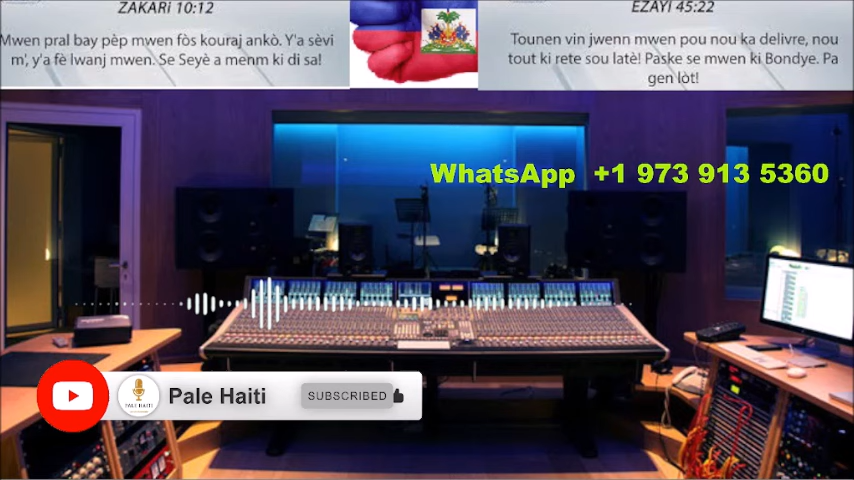 ZAKARİ 10:12
Mwen pral bay pèp mwen fòs kouraj ankò. Y'a sèvi
m', y'a fè lwanj mwen. Se Seyè a menm ki di sa!
EZAYI 45:22
Tounen vin jwenn mwen pou nou ka delivre, nou
tout ki rete sou latè! Paske se mwen ki Bondye. Pa
gen lòt!
WhatsApp +1 973 913 5360
PALE HAITI
Pale Haiti
SUBSCRIBED